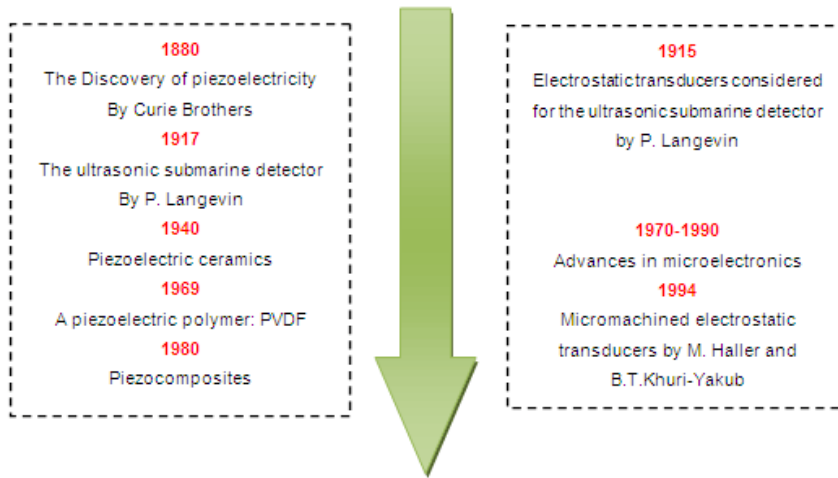 1880
The Discovery of piezoelectricity
By Curie Brothers
1917
The ultrasonic submarine detector
By P. Langevin
1940
Piezoelectric ceramics
1969
A piezoelectric polymer: PVDF
1980
Piezocomposites
1915
Electrostatic transducers considered
for the ultrasonic submarine detector
by P. Langevin
1970-1990
Advances in microelectronics
1994
Micromachined electrostatic
transducers by M. Haller and
B.T.Khuri-Yakub